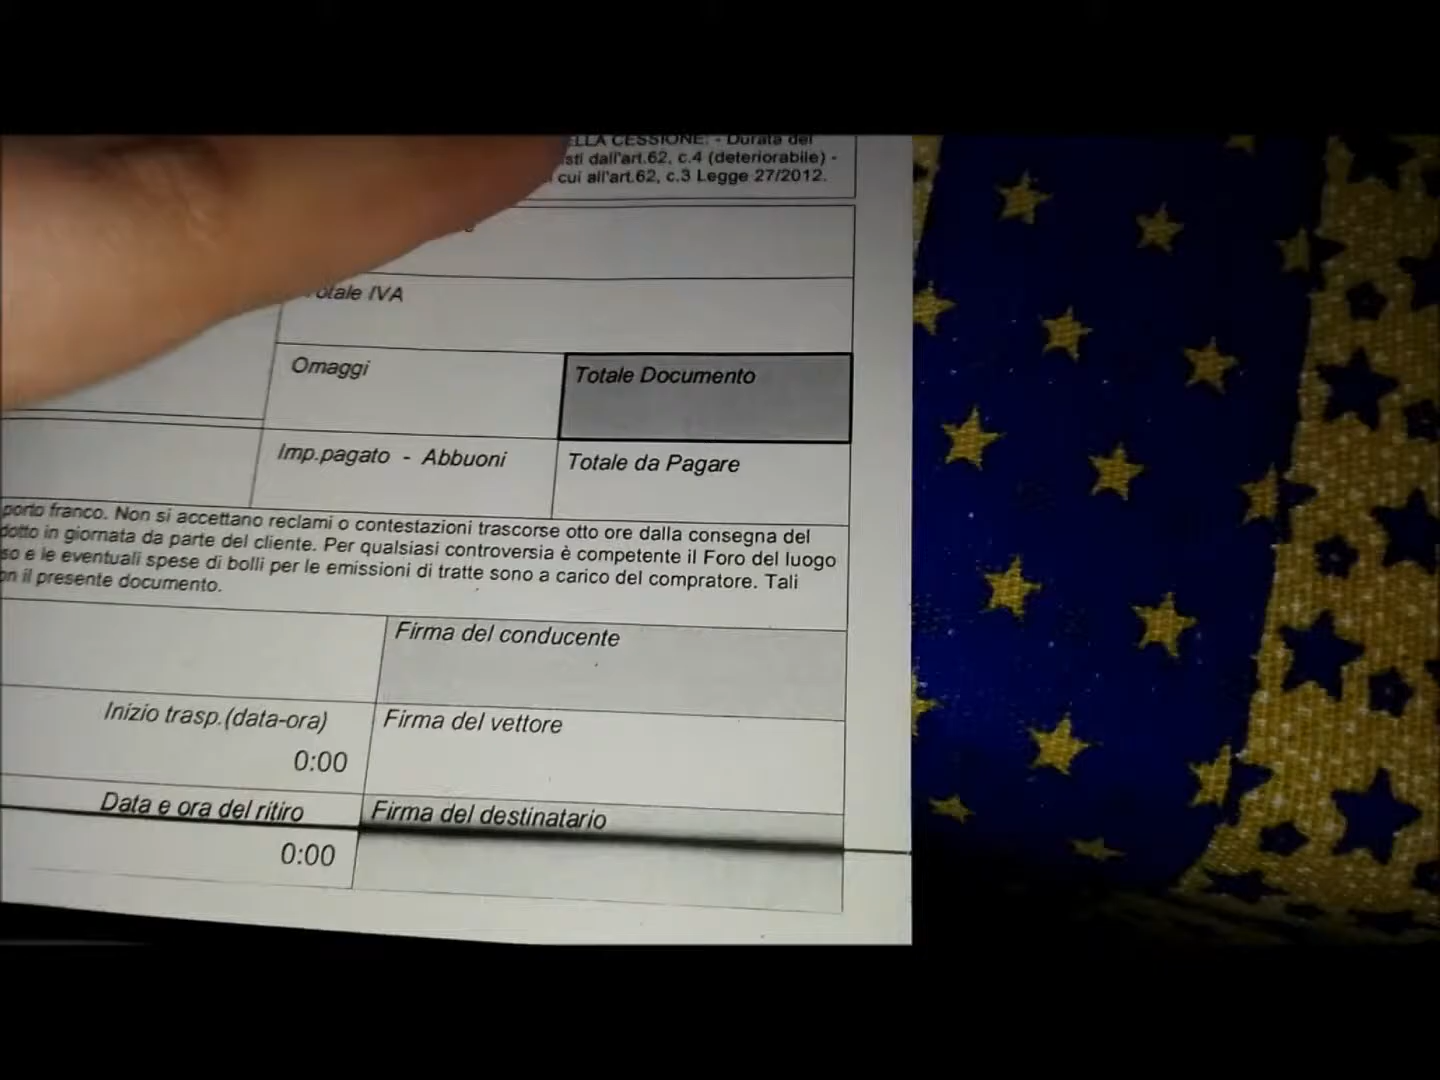 ELLA CESSIONE: - Durata dei
sti dall'art.62, c.4 (deteriorabile) -
cui all'art.62, c.3 Legge 27/2012.
otale IVA
Omaggi
Totale Documento
Imp.pagato - Abbuoni
Totale da Pagare
porto franco. Non si accettano reclami o contestazioni trascorse otto ore dalla consegna del
dotto in giornata da parte del cliente. Per qualsiasi controversia è competente il Foro del luogo
so e le eventuali spese di bolli per le emissioni di tratte sono a carico del compratore. Tali
on il presente documento.
Firma del conducente
Inizio trasp.(data-ora)
Firma del vettore
0:00
Data e ora del ritiro
Firma del destinatario
0:00